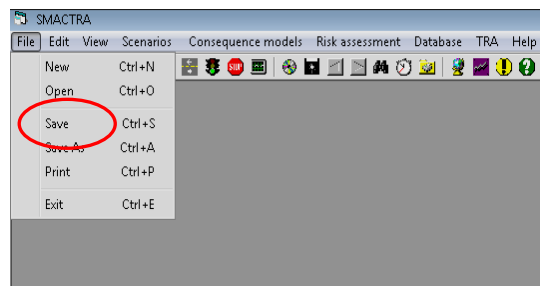 SMACTRA
File Edit View Scenarios Consequence models Risk assessment Database TRA Help
New Ctrl+N
Open Ctrl+O
Save Ctrl+S
Save As Ctrl+A
Print Ctrl+P
Exit Ctrl+E
STOP